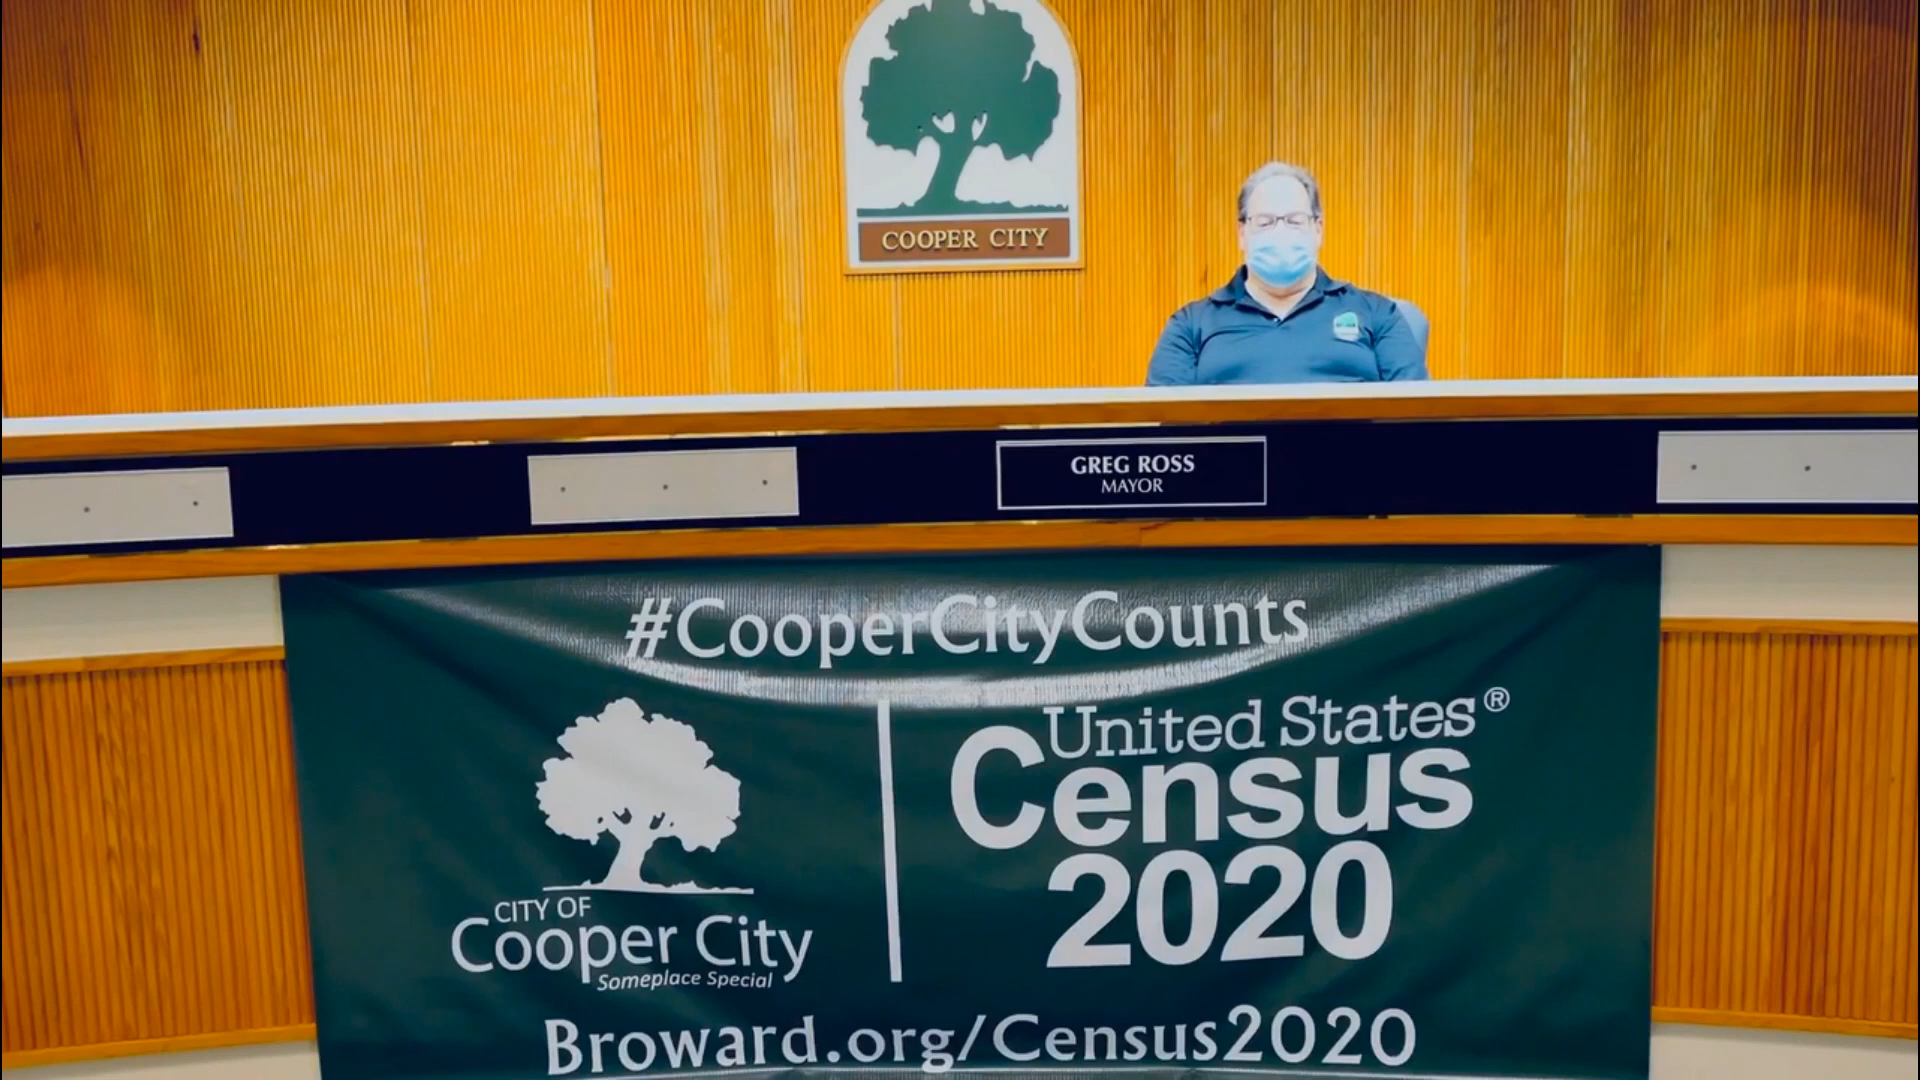 COOPER CITY
GREG ROSS
MAYOR
#CooperCityCounts
CITY OF
Cooper City
Someplace Special
United States®
Census
2020
Broward.org/Census2020